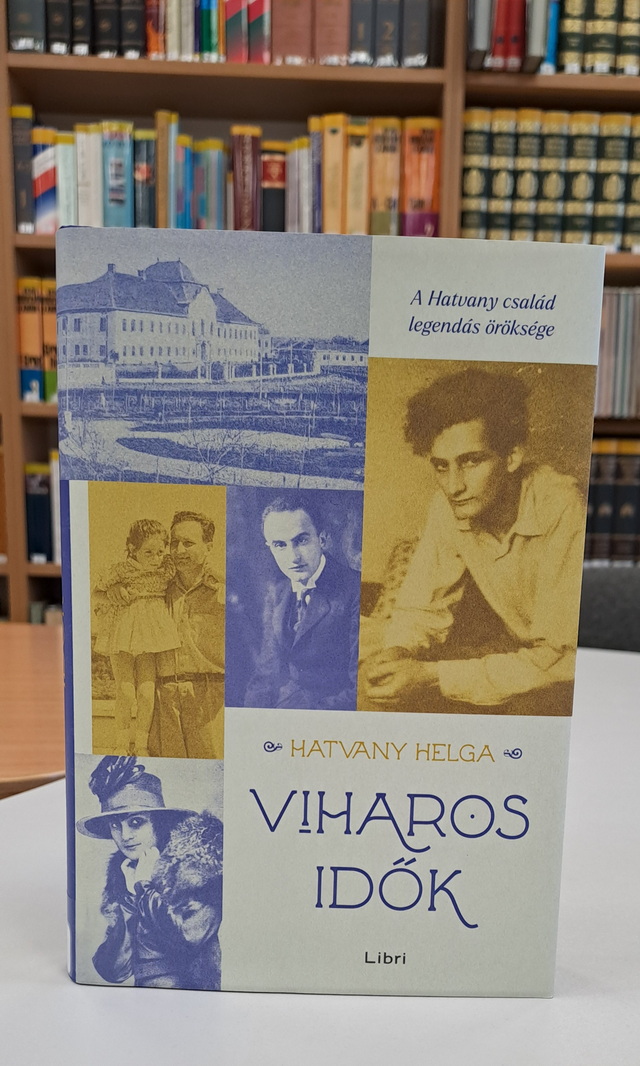 A Hatvany család
legendás öröksége
HATVANY HELGA
VIHAROS
IDŐK
Libri